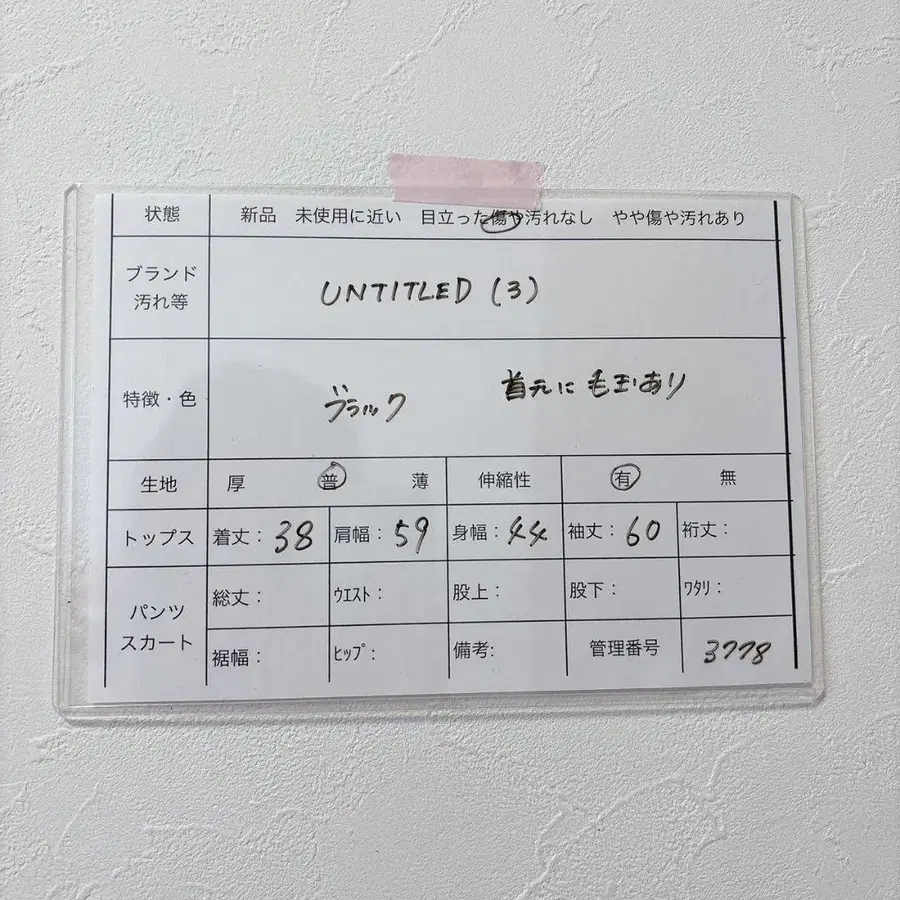 状態 新品 未使用に近い 目立った傷や汚れなし やや傷や汚れあり
ブランド
汚れ等
UNTITLED (3)
特徴・色 ブラック 首元に毛玉あり
生地 厚 普 薄 伸縮性 有 無
トップス 着丈:38 肩幅:59 身幅:44 袖丈:60 裄丈:
パンツ
スカート
総丈: ウエスト: 股上: 股下: ワタリ:
裾幅: ヒップ: 備考: 管理番号 3778